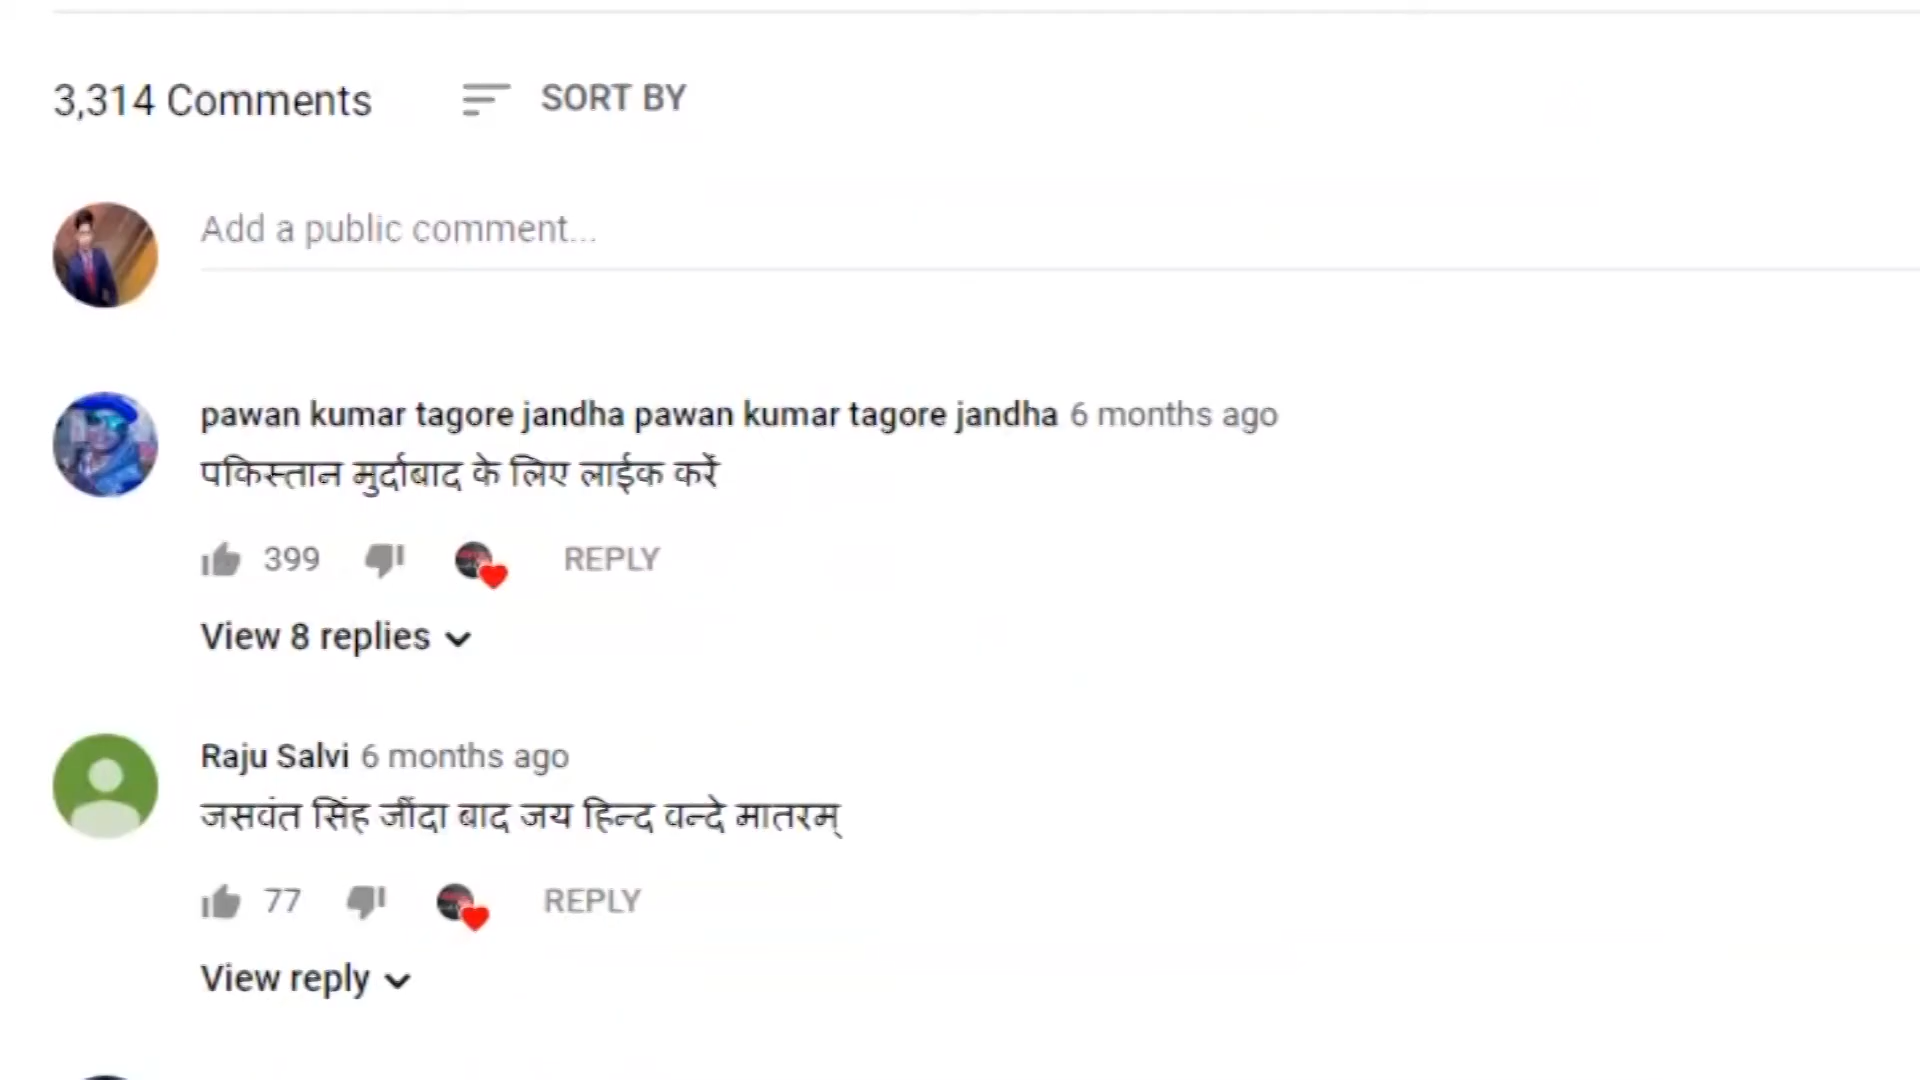 3,314 Comments SORT BY
Add a public comment...
pawan kumar tagore jandha pawan kumar tagore jandha 6 months ago
पकिस्तान मुर्दाबाद के लिए लाईक करें
399 REPLY
View 8 replies
Raju Salvi 6 months ago
जसवंत सिंह जींदा बाद जय हिन्द वन्दे मातरम्
77 REPLY
View reply